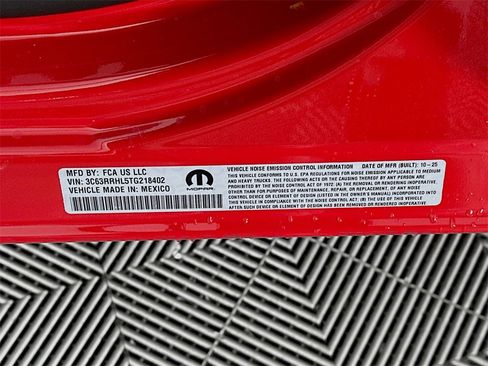 MFD BY: FCA US LLC
VIN: 3C63RRHL5TG218402
VEHICLE MADE IN: MEXICO
MOPAR
VEHICLE NOISE EMISSION CONTROL INFORMATION DATE OF MFR (BUILT): 10-25
THIS VEHICLE CONFORMS TO U.S. EPA REGULATIONS FOR NOISE EMISSION APPLICABLE TO MEDIUM
AND HEAVY TRUCKS. THE FOLLOWING ACTS OR THE CAUSING THEREOF BY ANY PERSON ARE
PROHIBITED BY THE NOISE CONTROL ACT OF 1972: (A) THE REMOVAL OR RENDERING INOPERATIVE,
OTHER THAN FOR PURPOSES OF MAINTENANCE, REPAIR, OR REPLACEMENT, OF ANY NOISE
CONTROL DEVICE OR ELEMENT OF DESIGN (LISTED IN THE OWNER'S MANUAL) INCORPORATED INTO
THIS VEHICLE IN COMPLIANCE WITH THE NOISE CONTROL ACT; (B) THE USE OF THIS VEHICLE
AFTER SUCH DEVICE OR ELEMENT OF DESIGN HAS BEEN REMOVED OR RENDERED INOPERATIVE.